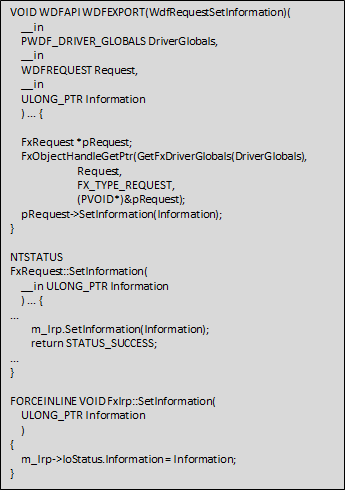 VOID WDFAPI WDFEXPORT(WdfRequestSetInformation)(
__in
PWDF_DRIVER_GLOBALS DriverGlobals,
__in
WDFREQUEST Request,
__in
ULONG_PTR Information
) ... {
FxRequest *pRequest;
FxObjectHandleGetPtr(GetFxDriverGlobals(DriverGlobals),
Request,
FX_TYPE_REQUEST,
(PVOID*)&pRequest);
pRequest->SetInformation(Information);
}
NTSTATUS
FxRequest::SetInformation(
__in ULONG_PTR Information
) ... {
...
m_Irp.SetInformation(Information);
return STATUS_SUCCESS;
...
}
FORCEINLINE VOID FxIrp::SetInformation(
ULONG_PTR Information
)
{
m_Irp->IoStatus.Information = Information;
}